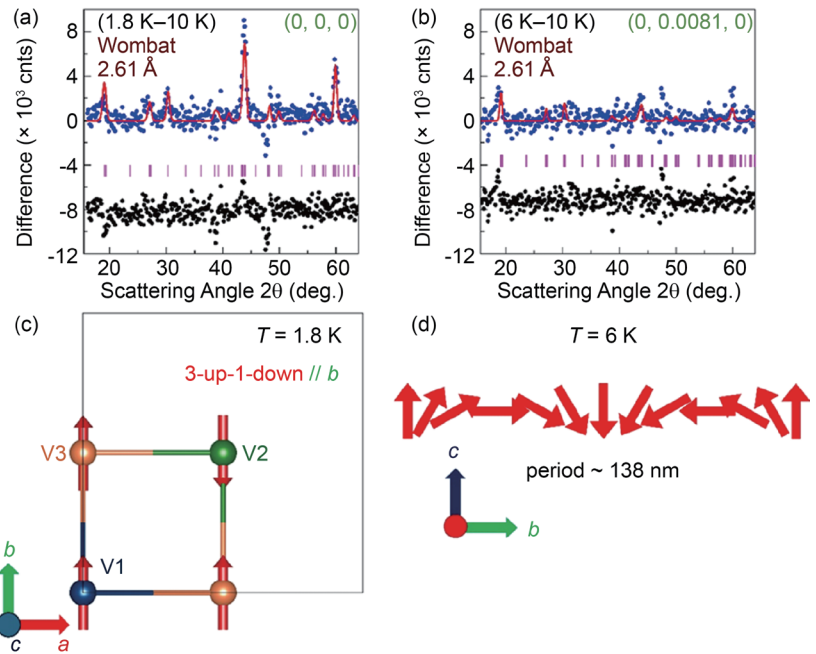 (a)
(1.8 K–10 K)
(0, 0, 0)
Wombat
2.61 Å
Difference (× 10³ cnts)
8
4
0
-4
-8
-12
20 30 40 50 60
Scattering Angle 2θ (deg.)
(b)
(6 K–10 K)
(0, 0.0081, 0)
Wombat
2.61 Å
Difference (× 10³ cnts)
8
4
0
-4
-8
-12
20 30 40 50 60
Scattering Angle 2θ (deg.)
(c)
T = 1.8 K
3-up-1-down // b
V3
V2
V1
b
c
a
(d)
T = 6 K
period ~ 138 nm
c
b